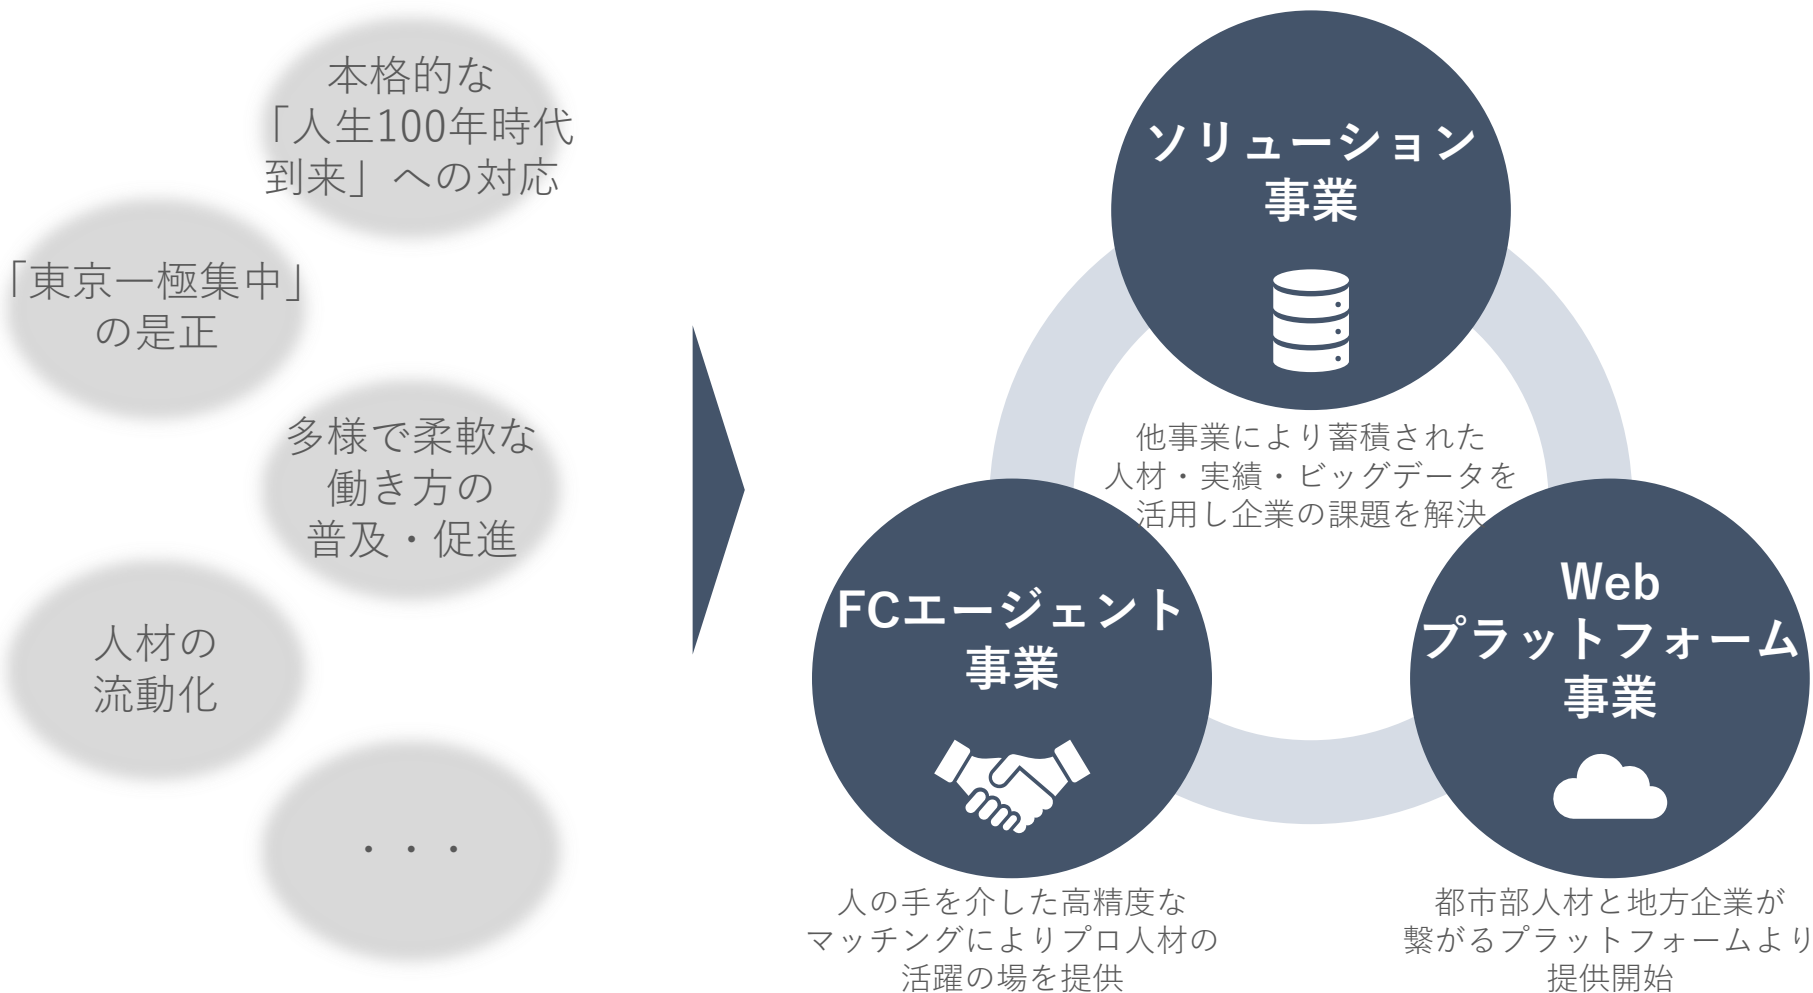 本格的な
「人生100年時代
到来」への対応
「東京一極集中」
の是正
多様で柔軟な
働き方の
普及・促進
人材の
流動化
・・・
ソリューション
事業
他事業により蓄積された
人材・実績・ビッグデータを
活用し企業の課題を解決
FCエージェント
事業
人の手を介した高精度な
マッチングによりプロ人材の
活躍の場を提供
Web
プラットフォーム
事業
都市部人材と地方企業が
繋がるプラットフォームより
提供開始